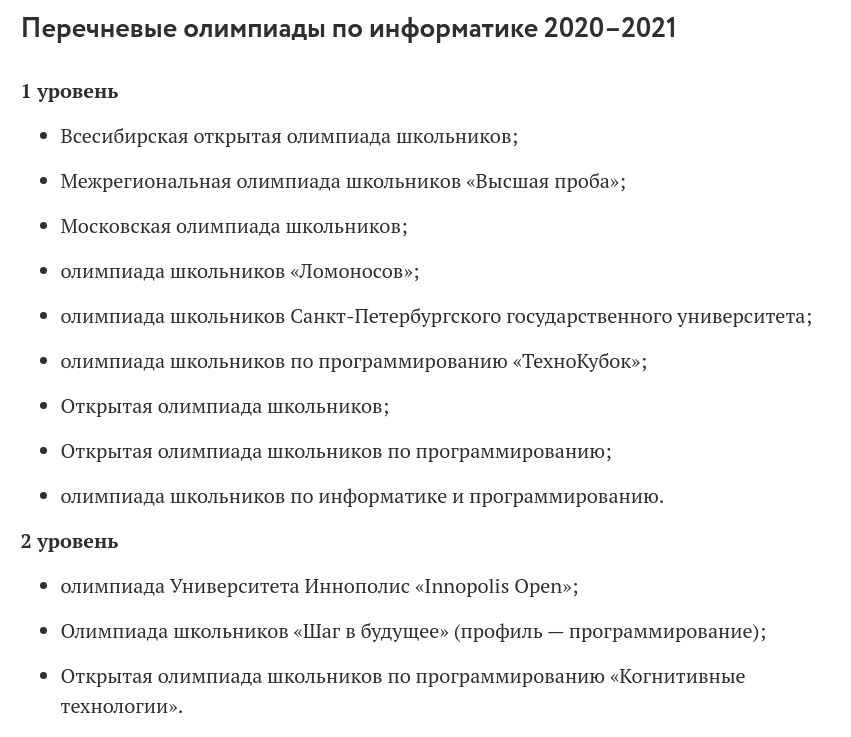 Перечневые олимпиады по информатике 2020–2021
1 уровень
• Всесибирская открытая олимпиада школьников;
• Межрегиональная олимпиада школьников «Высшая проба»;
• Московская олимпиада школьников;
• олимпиада школьников «Ломоносов»;
• олимпиада школьников Санкт-Петербургского государственного университета;
• олимпиада школьников по программированию «ТехноКубок»;
• Открытая олимпиада школьников;
• Открытая олимпиада школьников по программированию;
• олимпиада школьников по информатике и программированию.
2 уровень
• олимпиада Университета Иннополис «Innopolis Open»;
• Олимпиада школьников «Шаг в будущее» (профиль — программирование);
• Открытая олимпиада школьников по программированию «Когнитивные
технологии».